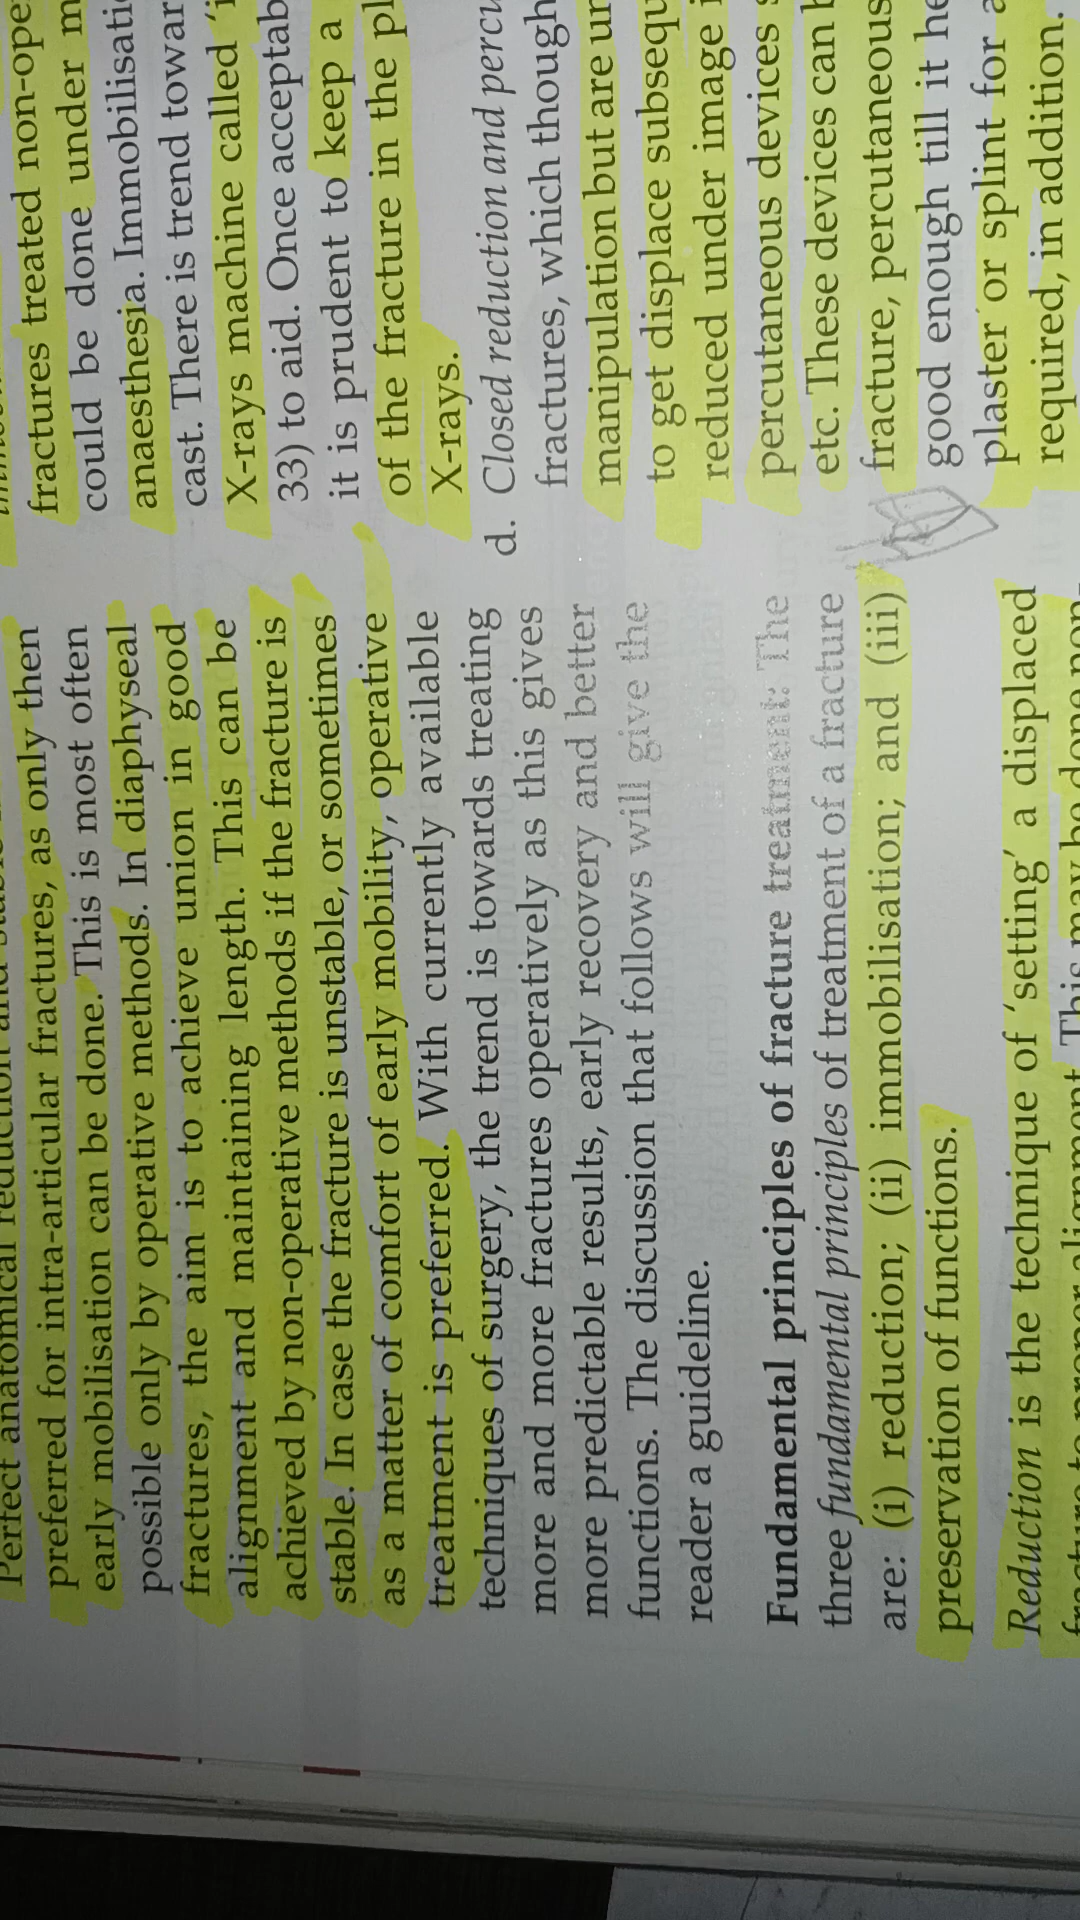 Perfect anatomical reduction and
preferred for intra-articular fractures, as only then
early mobilisation can be done. This is most often
possible only by operative methods. In diaphyseal
fractures, the aim is to achieve union in good
alignment and maintaining length. This can be
achieved by non-operative methods if the fracture is
stable. In case the fracture is unstable, or sometimes
as a matter of comfort of early mobility, operative
treatment is preferred. With currently available
techniques of surgery, the trend is towards treating
more and more fractures operatively as this gives
more predictable results, early recovery and better
functions. The discussion that follows will give the
reader a guideline.
Fundamental principles of fracture treatment: The
three fundamental principles of treatment of a fracture
are: (i) reduction; (ii) immobilisation; and (iii)
preservation of functions.
Reduction is the technique of 'setting' a displaced
fracture to proper alignment. This may be done non-
fractures treated non-ope
could be done under m
anaesthesia. Immobilisati
cast. There is trend towar
X-rays machine called 'i
33) to aid. Once acceptab
it is prudent to keep a
of the fracture in the pl
X-rays.
d. Closed reduction and percu
fractures, which though
manipulation but are un
to get displace subsequ
reduced under image i
percutaneous devices s
etc. These devices can b
fracture, percutaneous
good enough till it he
plaster or splint for a
required, in addition.